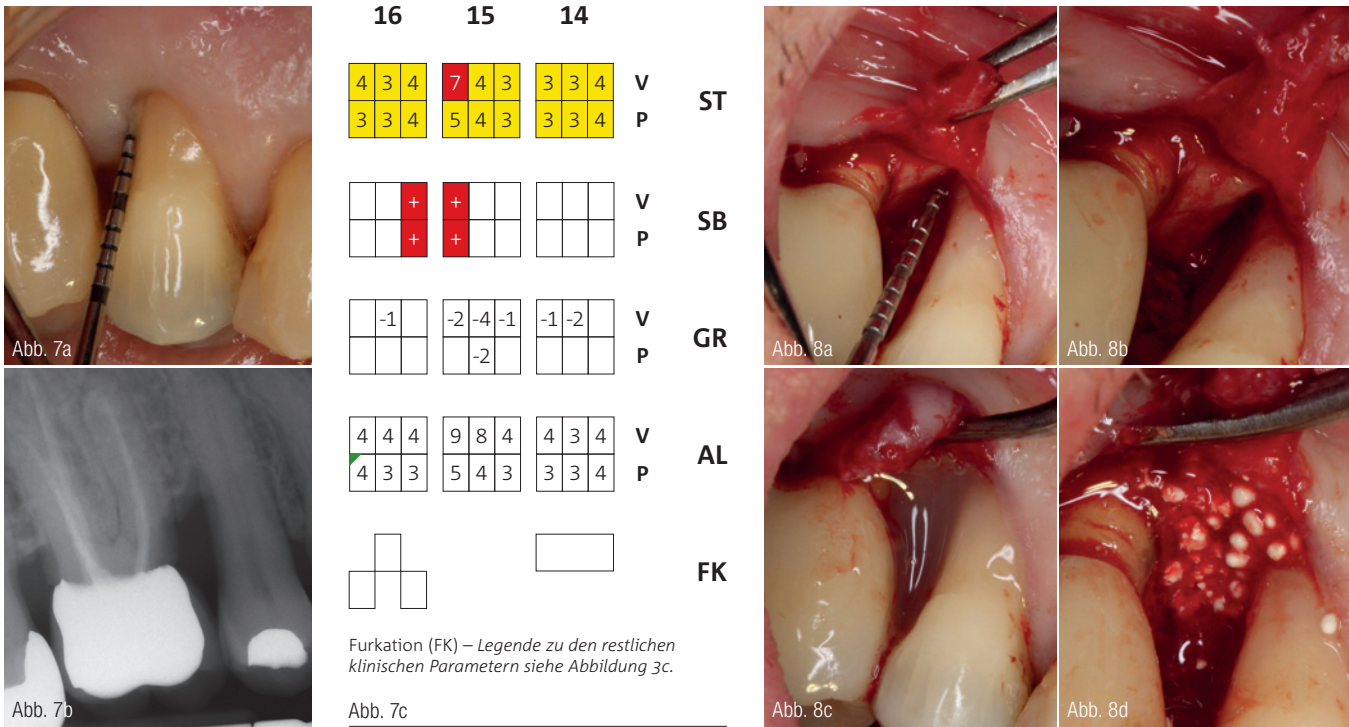 Abb. 7a
Abb. 7b
16 15 14
4 3 4 7 4 3 3 3 4 V
3 3 4 5 4 3 3 3 4 P
ST
+ + V
+ + P
SB
-1 -2 -4 -1 -1 -2 V
-2 P
GR
4 4 4 9 8 4 4 3 4 V
4 3 3 5 4 3 3 3 4 P
AL
FK
Furkation (FK) – Legende zu den restlichen
klinischen Parametern siehe Abbildung 3c.
Abb. 7c
Abb. 8a
Abb. 8b
Abb. 8c
Abb. 8d